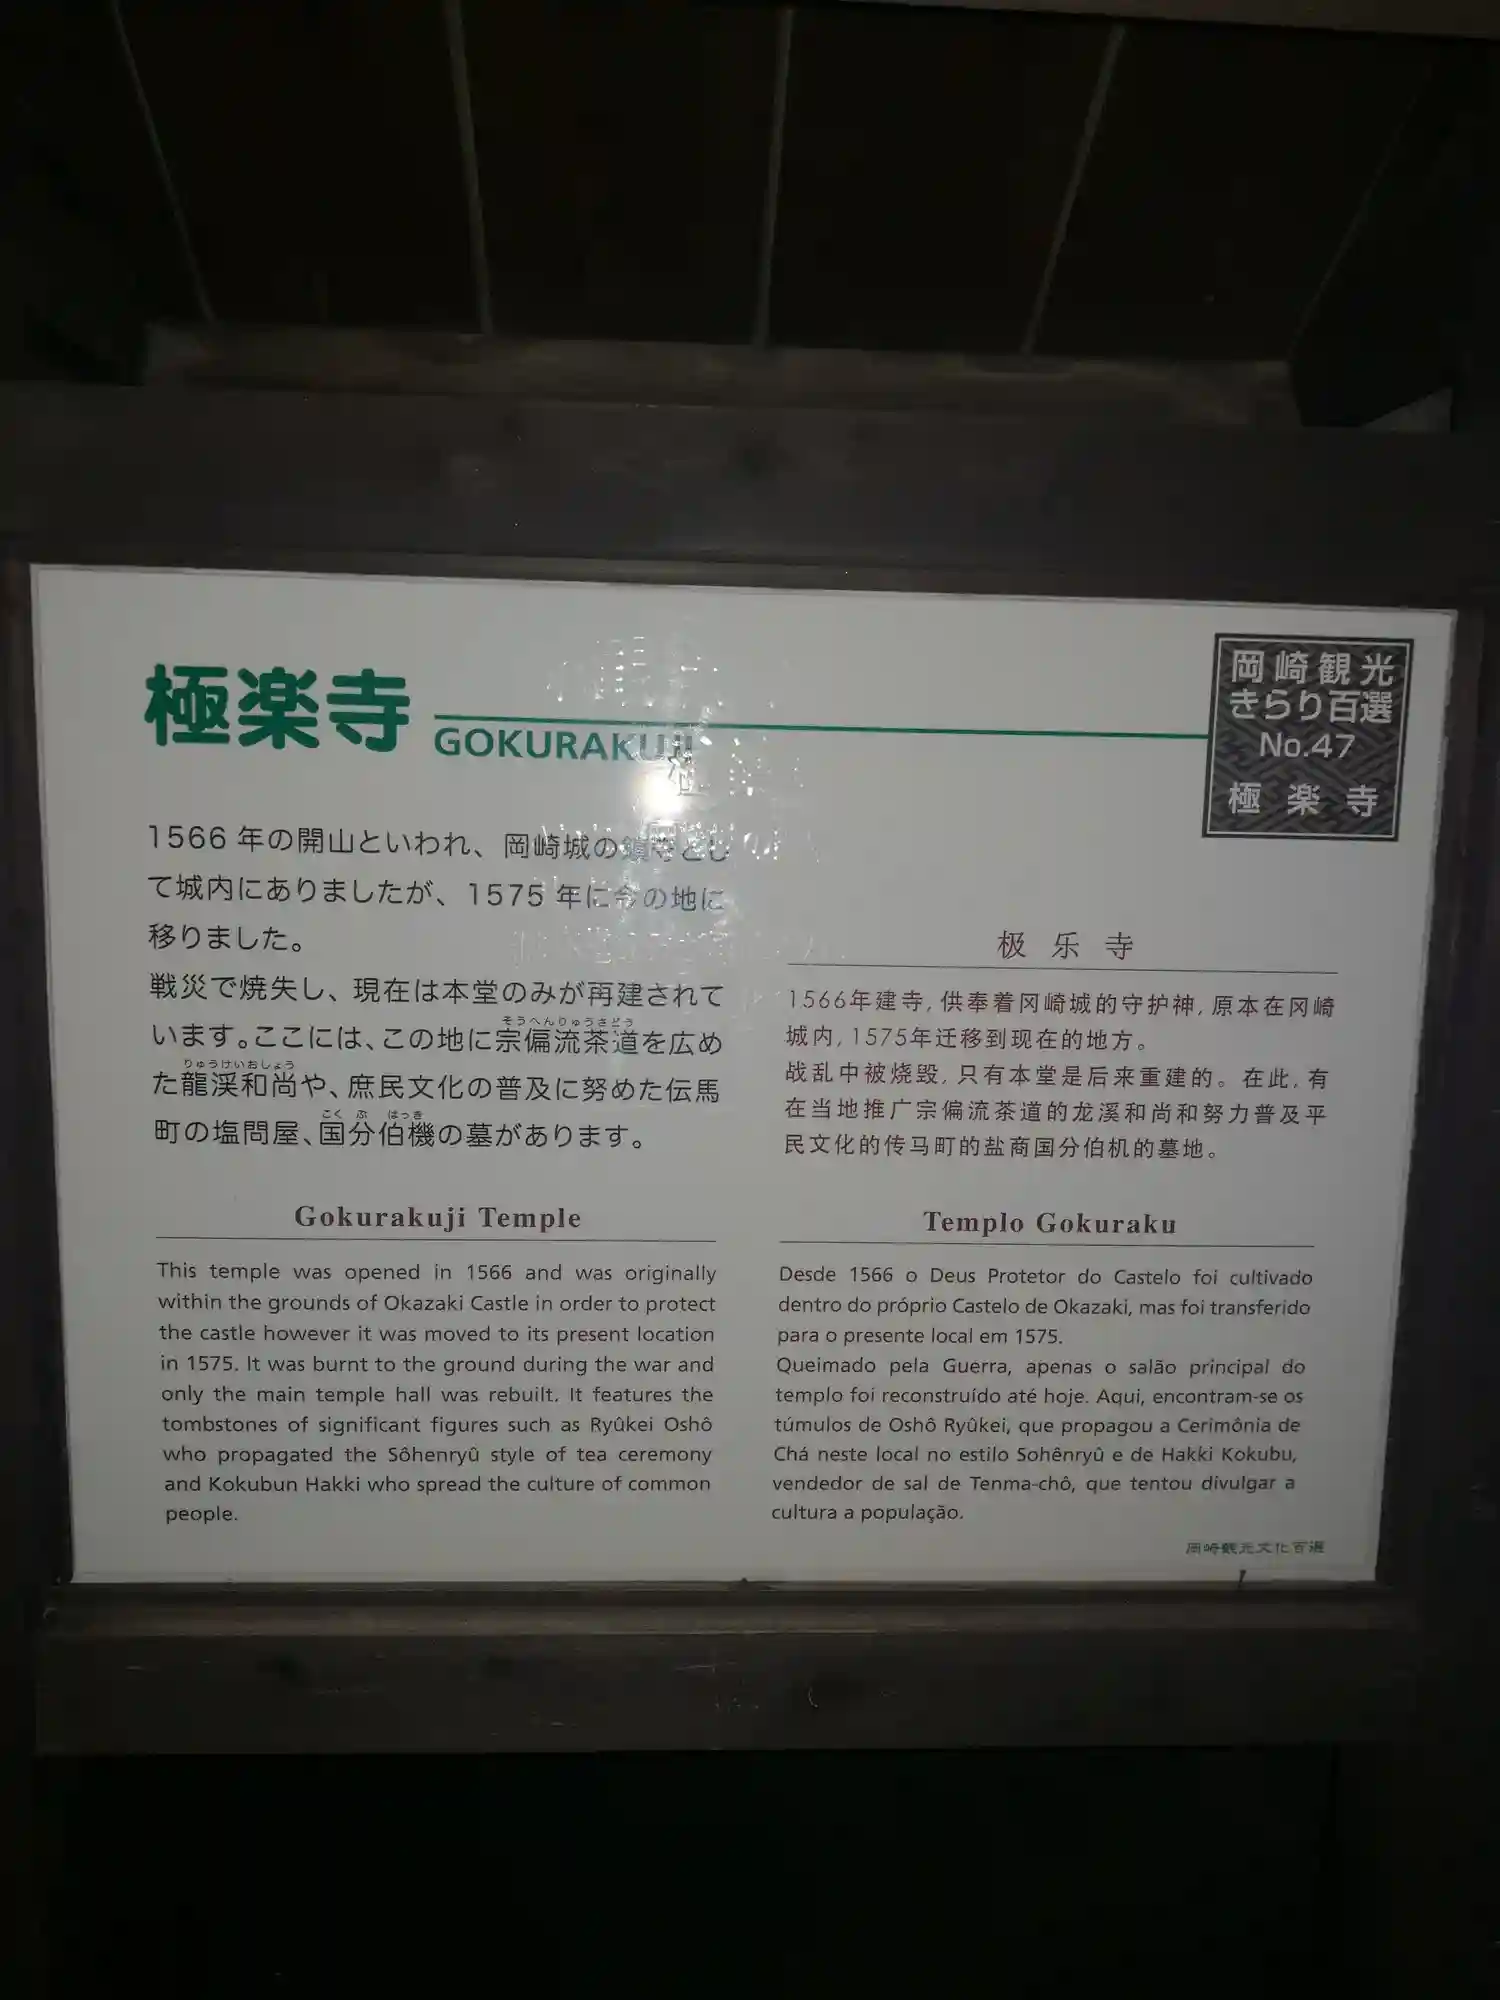 極楽寺
GOKURAKUJI
岡崎観光
きらり百選
No.47
極楽寺
1566 年の開山といわれ、岡崎城の鎮守とし
て城内にありましたが、1575 年に今の地に
移りました。
戦災で焼失し、現在は本堂のみが再建されて
そうへんりゅうさどう
います。ここには、この地に宗偏流茶道を広め
りゅうけいおしょう
た龍渓和尚や、庶民文化の普及に努めた伝馬
こくぶ はっき
町の塩問屋、国分伯機の墓があります。
极乐寺
1566年建寺,供奉着冈崎城的守护神,原本在冈崎
城内,1575年迁移到现在的地方。
战乱中被烧毁,只有本堂是后来重建的。在此,有
在当地推广宗偏流茶道的龙溪和尚和努力普及平
民文化的传马町的盐商国分伯机的墓地。
Gokurakuji Temple
This temple was opened in 1566 and was originally
within the grounds of Okazaki Castle in order to protect
the castle however it was moved to its present location
in 1575. It was burnt to the ground during the war and
only the main temple hall was rebuilt. It features the
tombstones of significant figures such as Ryûkei Oshô
who propagated the Sôhenryû style of tea ceremony
and Kokubun Hakki who spread the culture of common
people.
Templo Gokuraku
Desde 1566 o Deus Protetor do Castelo foi cultivado
dentro do próprio Castelo de Okazaki, mas foi transferido
para o presente local em 1575.
Queimado pela Guerra, apenas o salão principal do
templo foi reconstruído até hoje. Aqui, encontram-se os
túmulos de Oshô Ryûkei, que propagou a Cerimônia de
Chá neste local no estilo Sohênryû e de Hakki Kokubu,
vendedor de sal de Tenma-chô, que tentou divulgar a
cultura a população.
岡崎観光文化百選